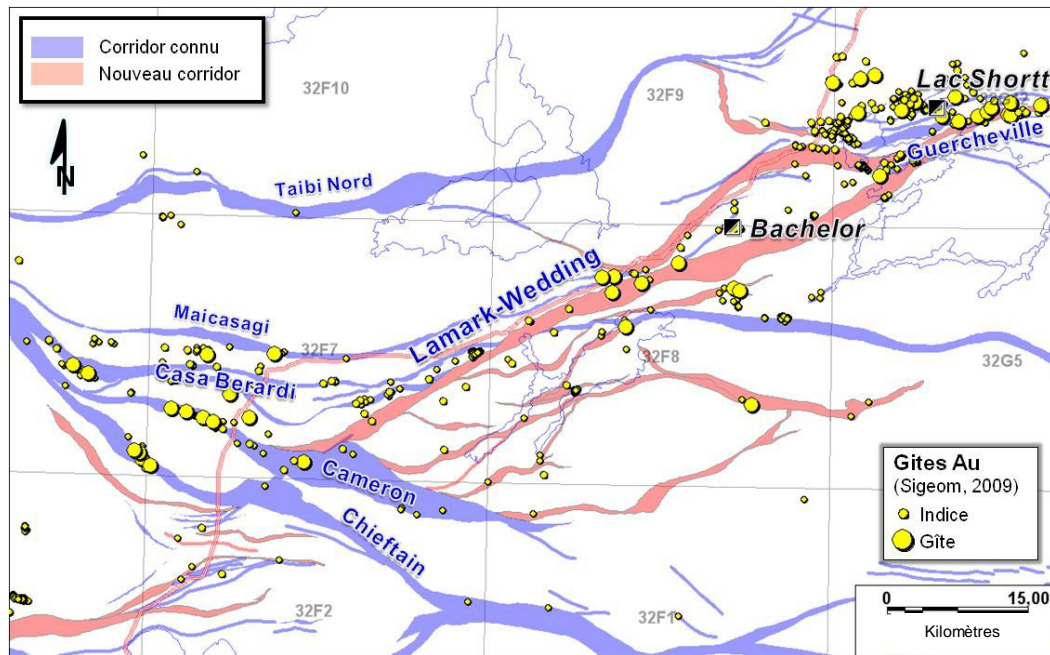 Corridor connu
Nouveau corridor
32F10
32F9
Lac Shortt
Guercheville
N
Taibi Nord
Bachelor
Lamark-Wedding
Maicasagi
32F7
32F8
32G5
Casa Berardi
Cameron
Chieftain
Gites Au
(Sigeom, 2009)
Indice
Gîte
32F2
32F1
0 15,00
Kilomètres